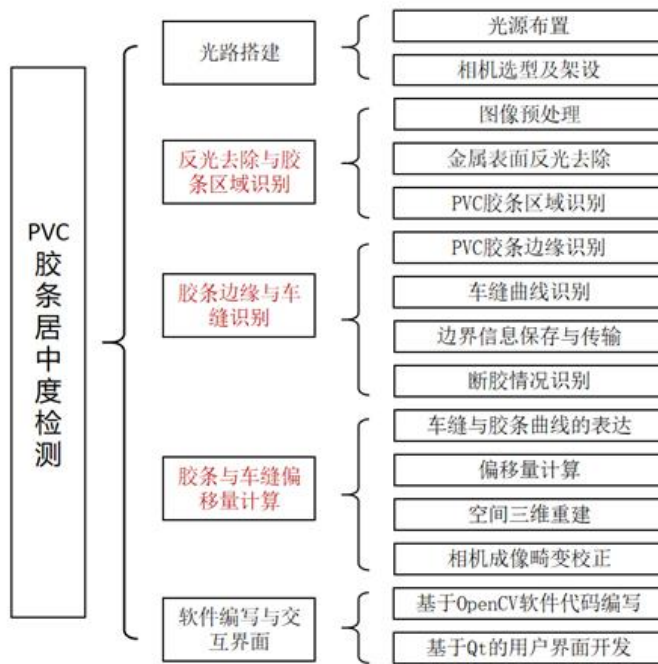 PVC
胶
条
居
中
度
检
测
光路搭建
光源布置
相机选型及架设
反光去除与胶
条区域识别
图像预处理
金属表面反光去除
PVC胶条区域识别
胶条边缘与车
缝识别
PVC胶条边缘识别
车缝曲线识别
边界信息保存与传输
断胶情况识别
胶条与车缝偏
移量计算
车缝与胶条曲线的表达
偏移量计算
空间三维重建
相机成像畸变校正
软件编写与交
互界面
基于OpenCV软件代码编写
基于Qt的用户界面开发